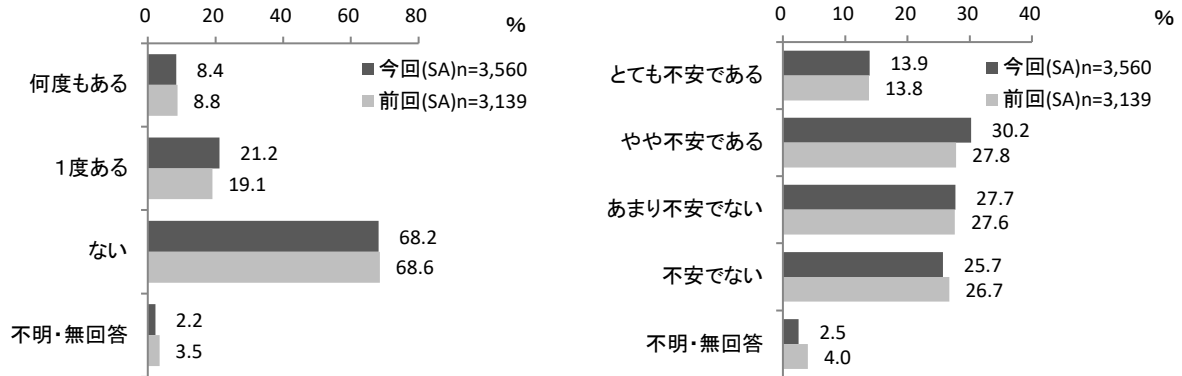 0 20 40 60 80 %
今回(SA)n=3,560
前回(SA)n=3,139
何度もある 8.4
8.8
１度ある 21.2
19.1
ない 68.2
68.6
不明・無回答 2.2
3.5
0 10 20 30 40 %
今回(SA)n=3,560
前回(SA)n=3,139
とても不安である 13.9
13.8
やや不安である 30.2
27.8
あまり不安でない 27.7
27.6
不安でない 25.7
26.7
不明・無回答 2.5
4.0